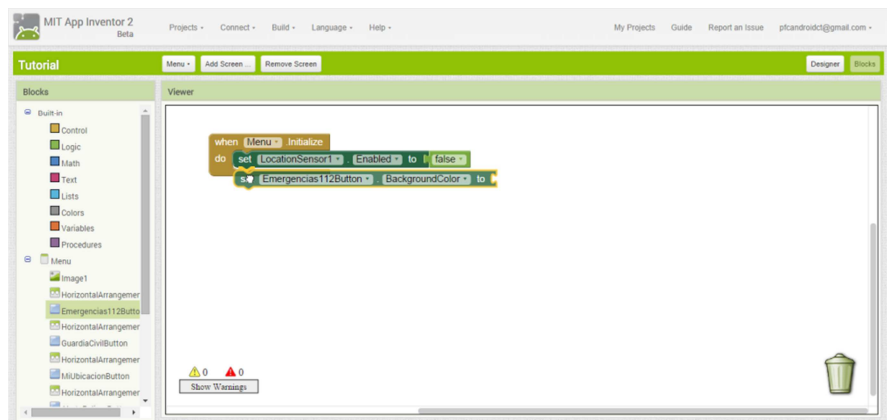 MIT App Inventor 2
Beta
Projects Connect Build Language Help
My Projects Guide Report an Issue pfcandroidct@gmail.com
Tutorial
Menu Add Screen ... Remove Screen
Designer Blocks
Blocks
Viewer
Built-in
Control
Logic
Math
Text
Lists
Colors
Variables
Procedures
Menu
Image1
HorizontalArrangemer
Emergencias112Butto
HorizontalArrangemer
GuardiaCivilButton
HorizontalArrangemer
MiUbicacionButton
HorizontalArrangemer
when Menu .Initialize
do set LocationSensor1 . Enabled to false
Emergencias112Button . BackgroundColor to
0 0
Show Warnings